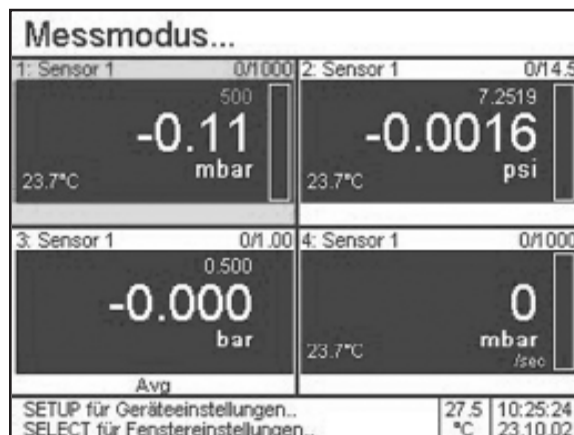 Messmodus...
1: Sensor 1 0/1000
500
-0.11
mbar
23.7°C
2: Sensor 1 0/14.5
7.2519
-0.0016
psi
23.7°C
3: Sensor 1 0/1.00
0.500
-0.000
bar
Avg
4: Sensor 1 0/1000
0
mbar
/sec
23.7°C
SETUP für Geräteeinstellungen..
SELECT für Fenstereinstellungen..
27.5
°C
10:25:24
23.10.02